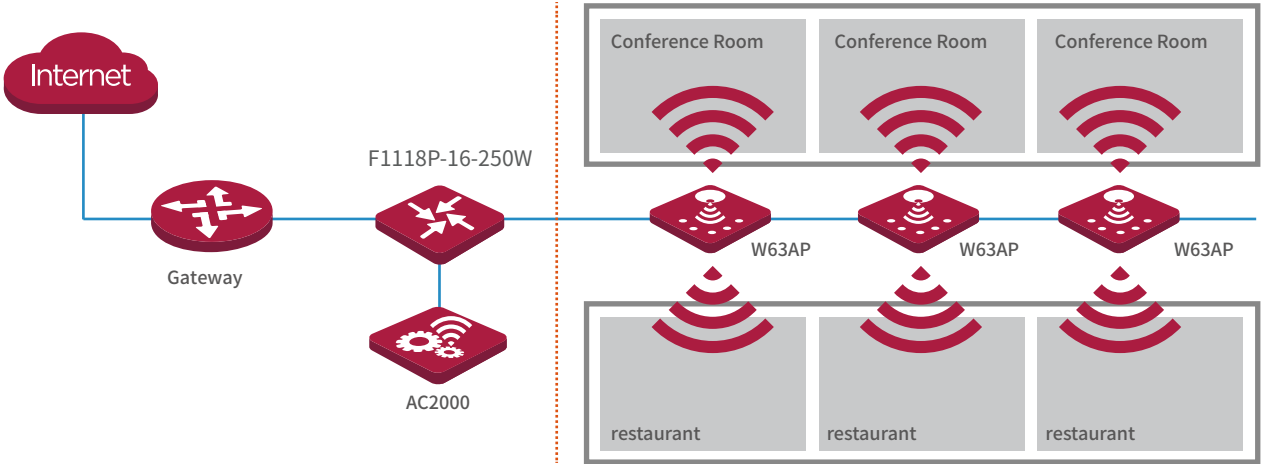 Internet
Gateway
F1118P-16-250W
AC2000
Conference Room
Conference Room
Conference Room
W63AP
W63AP
W63AP
restaurant
restaurant
restaurant